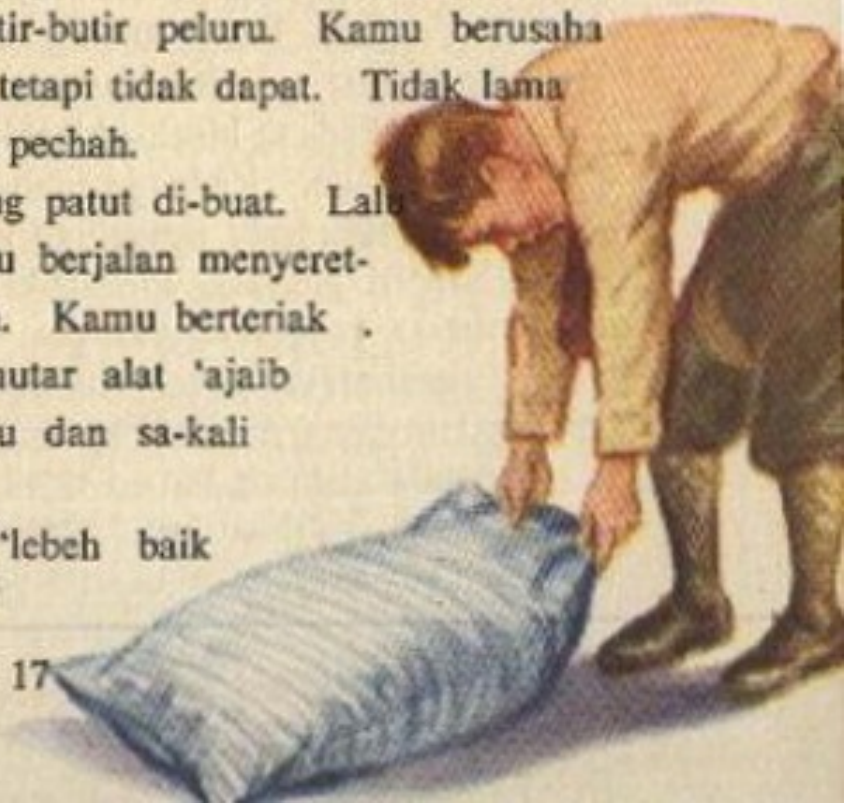 tir-butir peluru. Kamu berusaha
tetapi tidak dapat. Tidak lama
pechah.
patut di-buat. Lalu
berjalan menyeret-
Kamu berteriak
alat ‘ajaib
dan sa-kali
‘lebeh baik
17